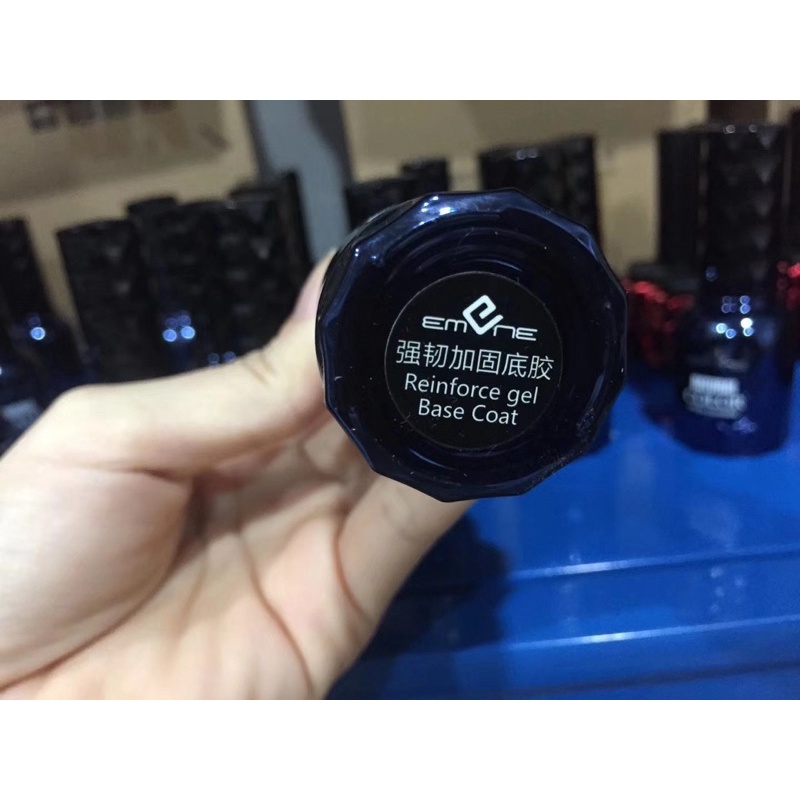 EMENE
强韧加固底胶
Reinforce gel
Base Coat